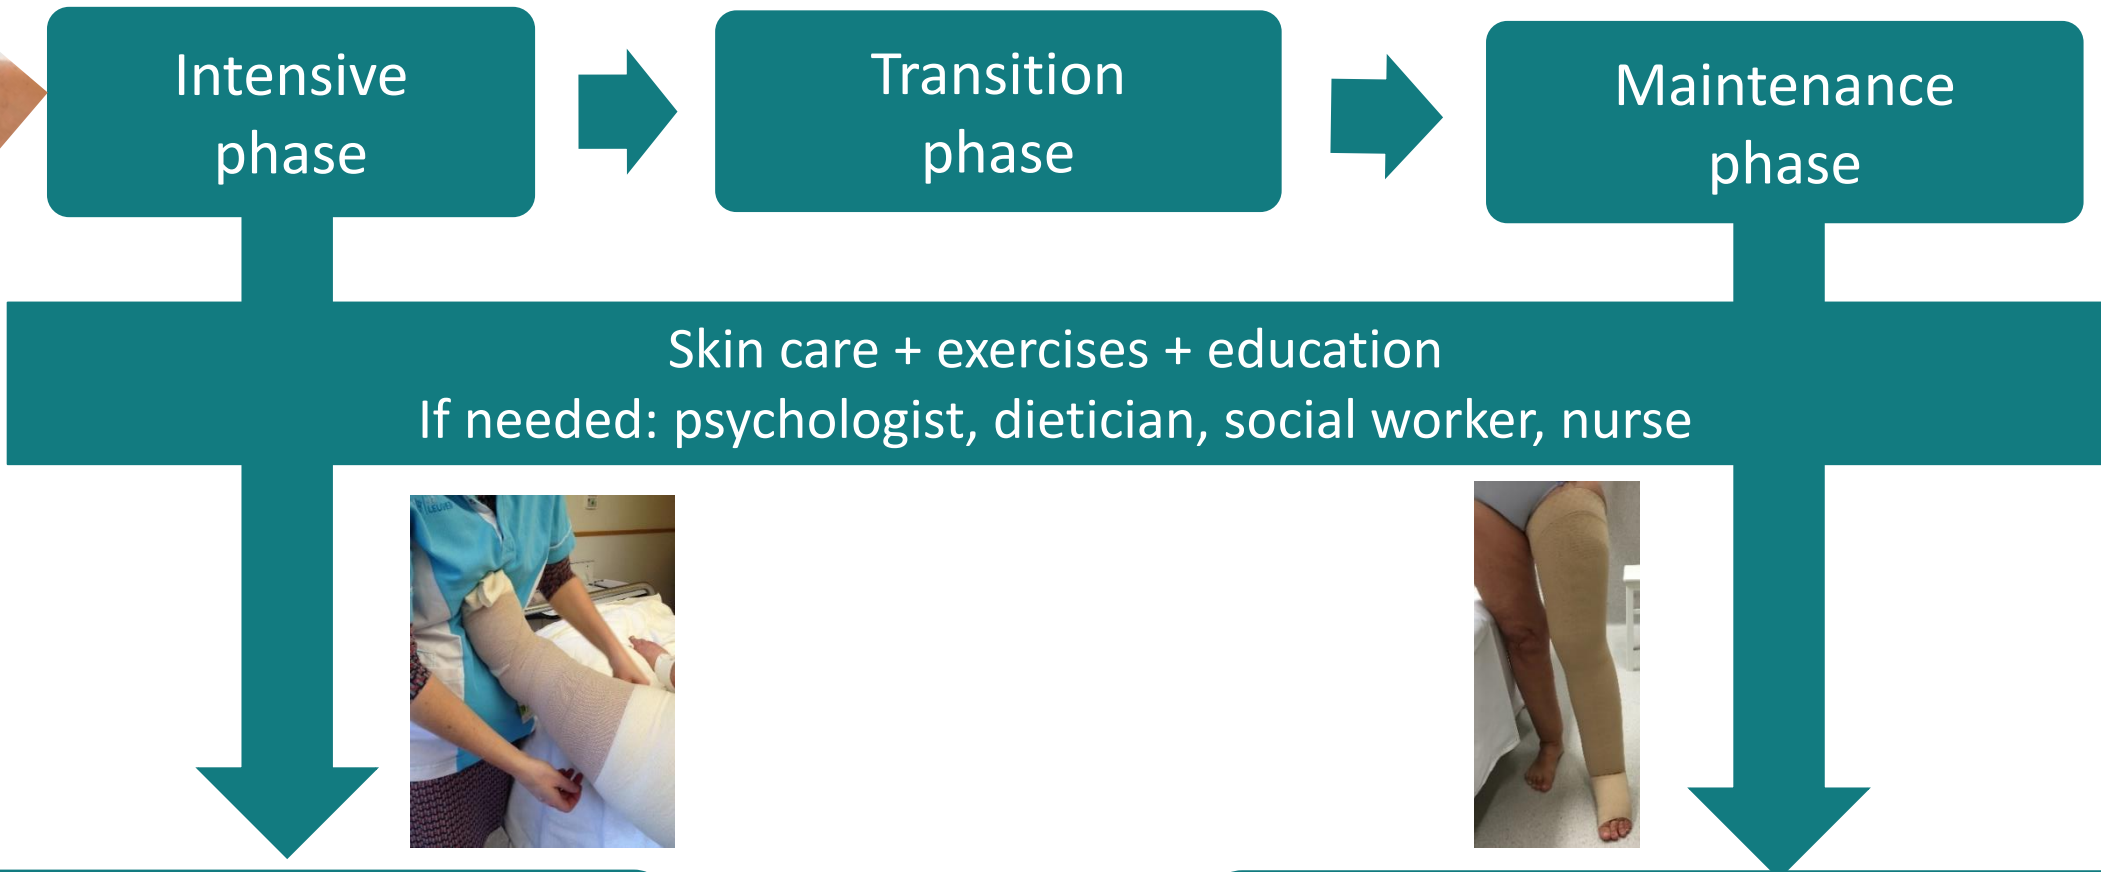 Intensive
phase
Transition
phase
Maintenance
phase
Skin care + exercises + education
If needed: psychologist, dietician, social worker, nurse